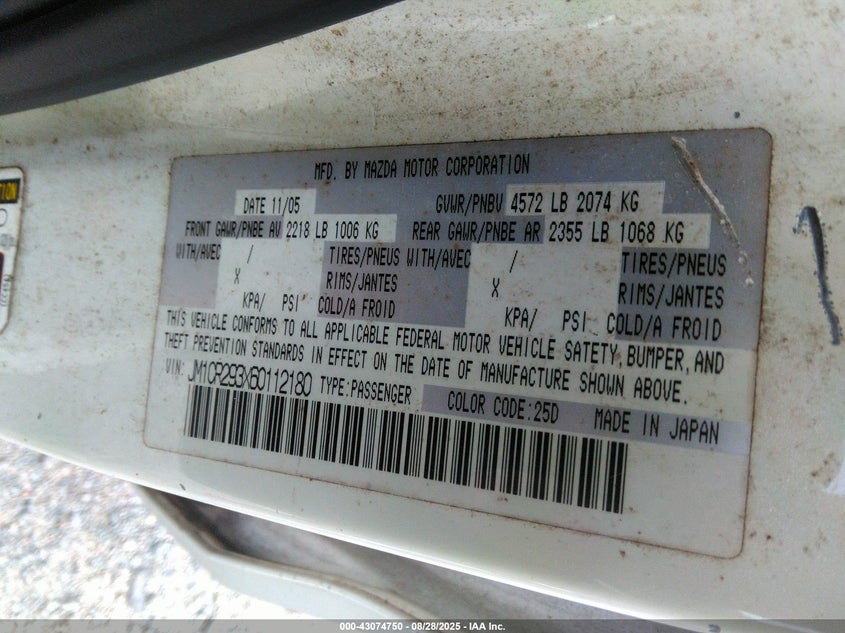 MFD. BY MAZDA MOTOR CORPORATION
DATE 11/05 GVWR/PNBV 4572 LB 2074 KG
FRONT GAWR/PNBE AV 2218 LB 1006 KG REAR GAWR/PNBE AR 2355 LB 1068 KG
WITH/AVEC / TIRES/PNEUS WITH/AVEC / TIRES/PNEUS
X RIMS/JANTES X RIMS/JANTES
KPA/ PSI COLD/A FROID KPA/ PSI COLD/A FROID
THIS VEHICLE CONFORMS TO ALL APPLICABLE FEDERAL MOTOR VEHICLE SAFETY, BUMPER, AND
THEFT PREVENTION STANDARDS IN EFFECT ON THE DATE OF MANUFACTURE SHOWN ABOVE.
VIN: JM1CR293X60112180 TYPE:PASSENGER COLOR CODE:25D MADE IN JAPAN
000-43074750 - 08/28/2025 - IAA Inc.